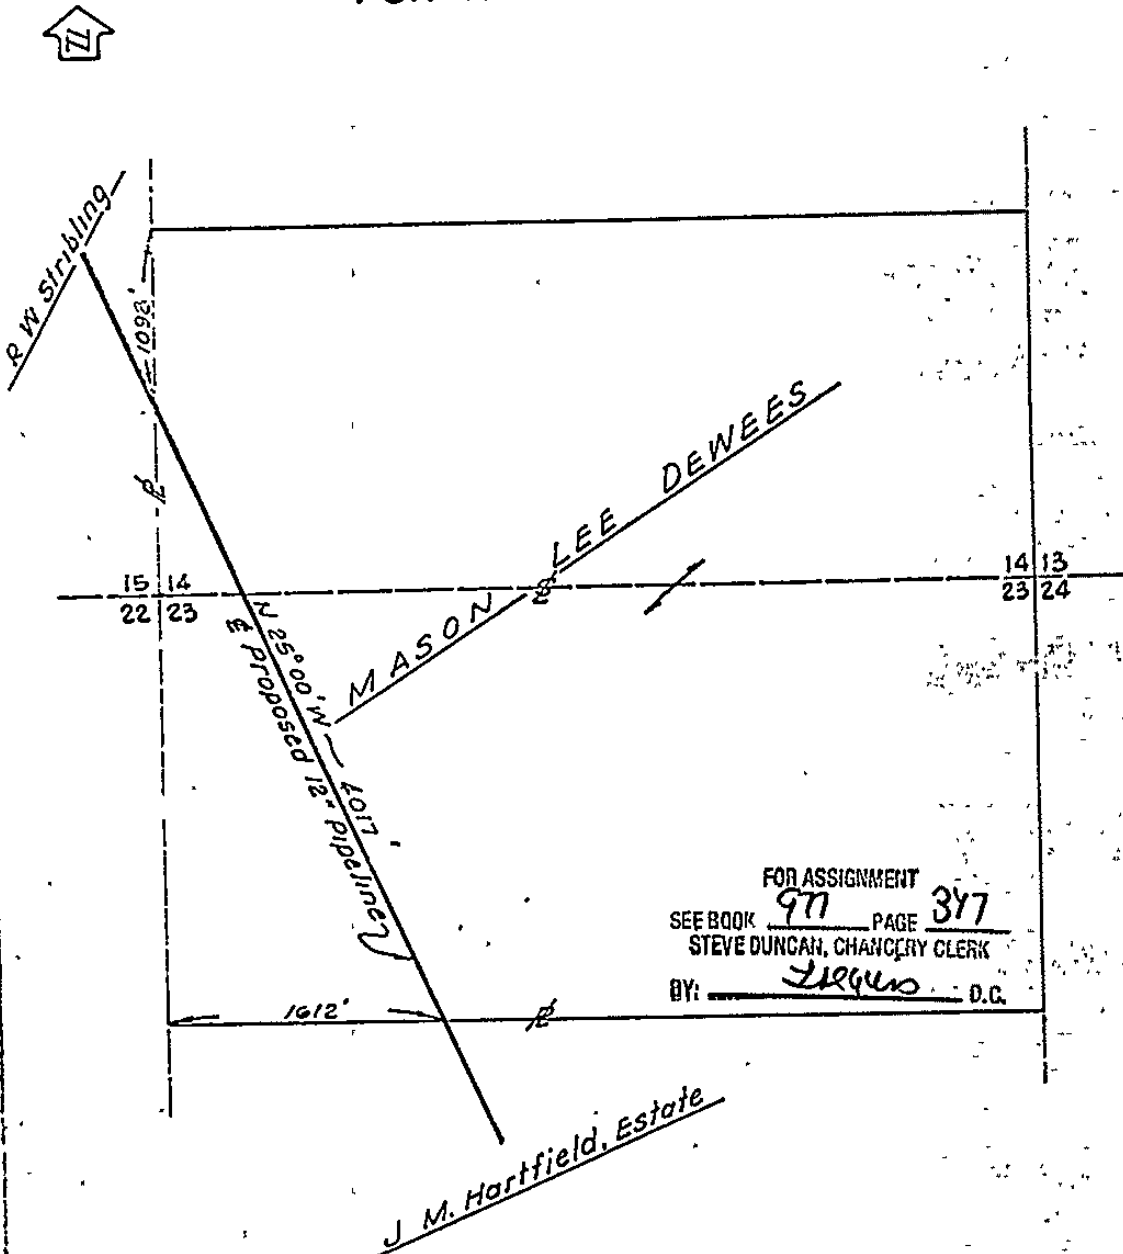 N
R W Stribling
1092'
MASON LEE DEWEES
15 14
22 23
14 13
23 24
N 25°00' W — 4017'
℄ proposed 12" pipeline
FOR ASSIGNMENT
SEE BOOK 977 PAGE 347
STEVE DUNCAN, CHANCERY CLERK
BY: D.C.
1612'
J M. Hartfield, Estate